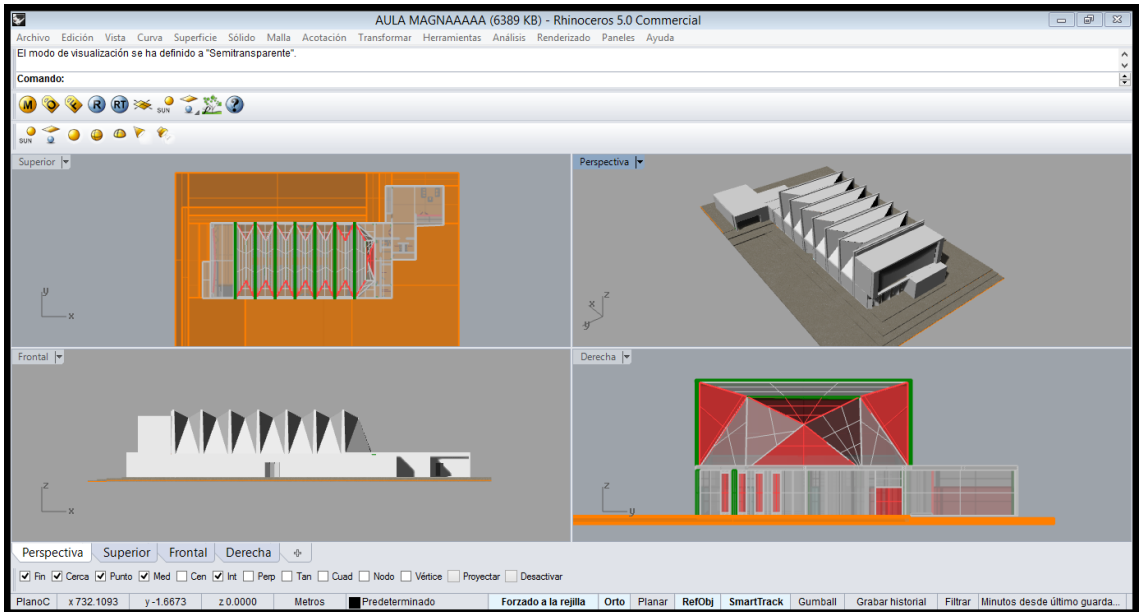 AULA MAGNAAAAA (6389 KB) - Rhinoceros 5.0 Commercial
Archivo Edición Vista Curva Superficie Sólido Malla Acotación Transformar Herramientas Análisis Renderizado Paneles Ayuda
El modo de visualización se ha definido a "Semitransparente".
Comando:
M O R RT SUN ?
SUN
Superior
Perspectiva
y
x
z
x
y
Frontal
Derecha
z
x
z
y
Perspectiva Superior Frontal Derecha
Fin Cerca Punto Med Cen Int Perp Tan Cuad Nodo Vértice Proyectar Desactivar
PlanoC x 732.1093 y -1.6673 z 0.0000 Metros Predeterminado Forzado a la rejilla Orto Planar RefObj SmartTrack Gumball Grabar historial Filtrar Minutos desde último guarda...